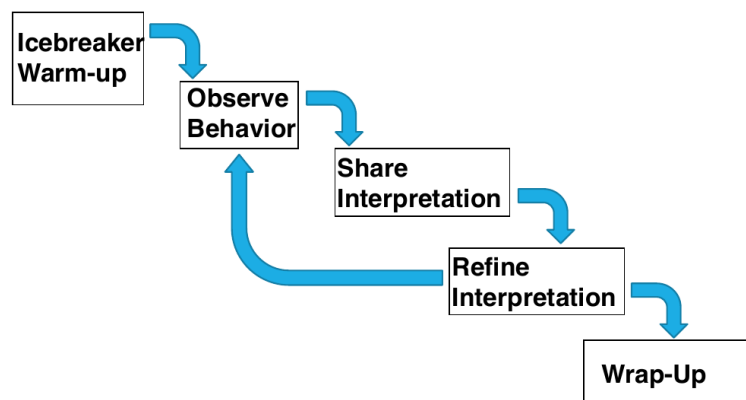 Icebreaker
Warm-up
Observe
Behavior
Share
Interpretation
Refine
Interpretation
Wrap-Up